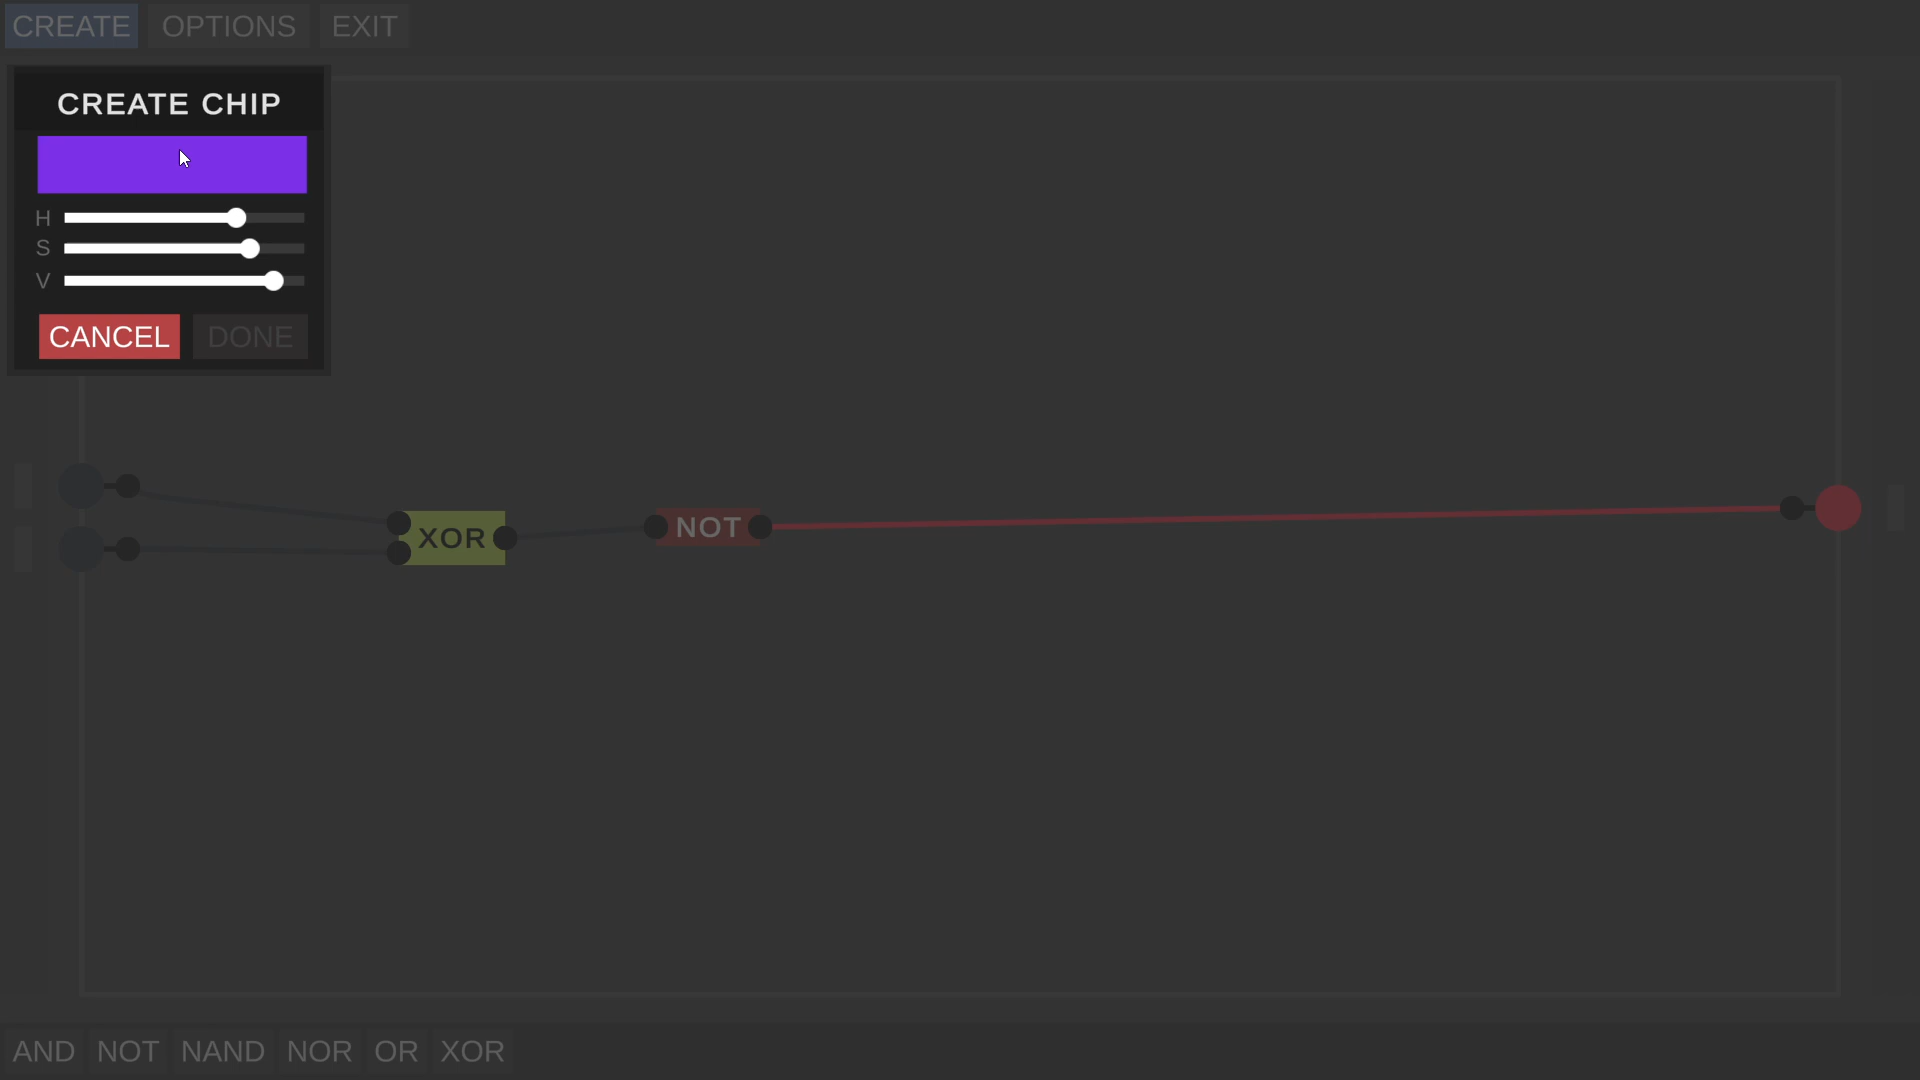 CREATE OPTIONS EXIT
CREATE CHIP
H
S
V
CANCEL DONE
XOR NOT
AND NOT NAND NOR OR XOR